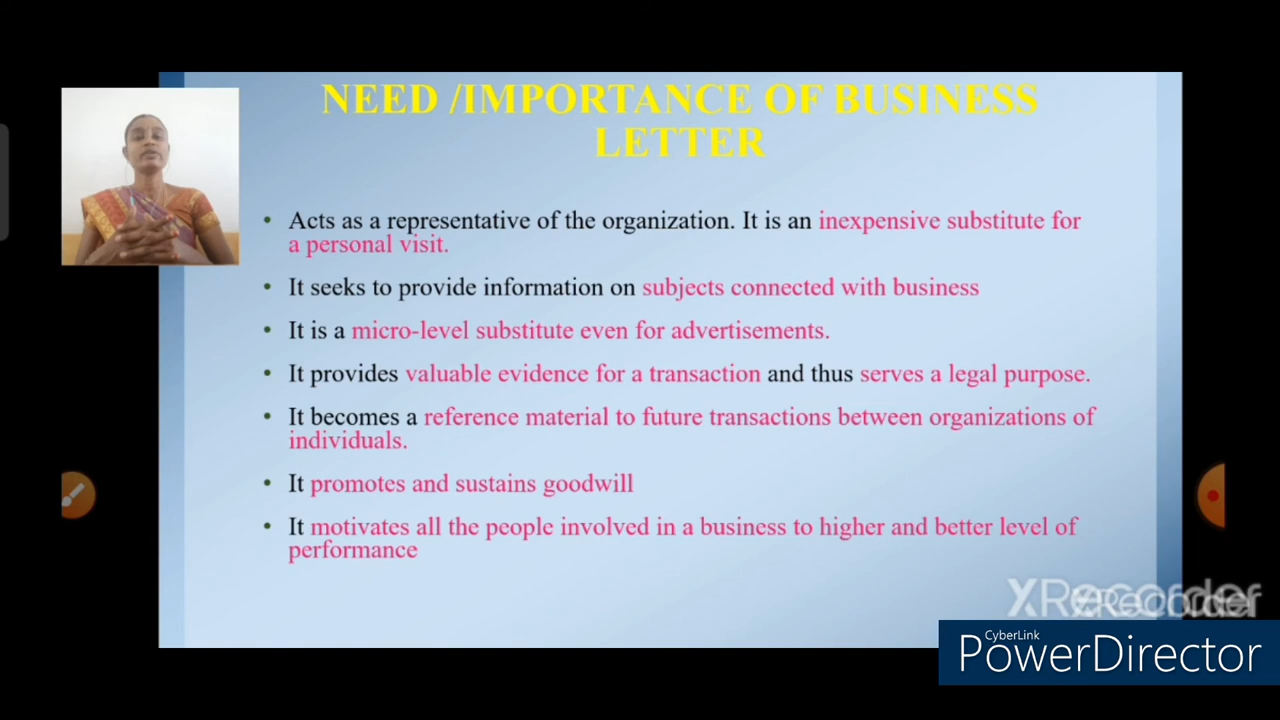 NEED /IMPORTANCE OF BUSINESS
LETTER
• Acts as a representative of the organization. It is an inexpensive substitute for
a personal visit.
• It seeks to provide information on subjects connected with business
• It is a micro-level substitute even for advertisements.
• It provides valuable evidence for a transaction and thus serves a legal purpose.
• It becomes a reference material to future transactions between organizations of
individuals.
• It promotes and sustains goodwill
• It motivates all the people involved in a business to higher and better level of
performance
XRecorder
XRecorder
CyberLink
PowerDirector